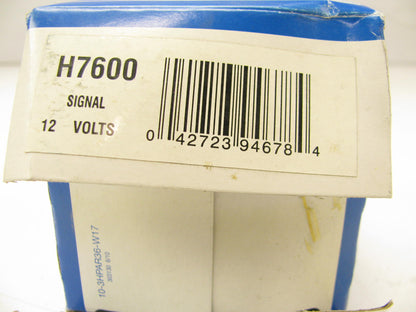 H7600
SIGNAL
12 VOLTS
0 42723 94678 4
10-3HPAR36-W17